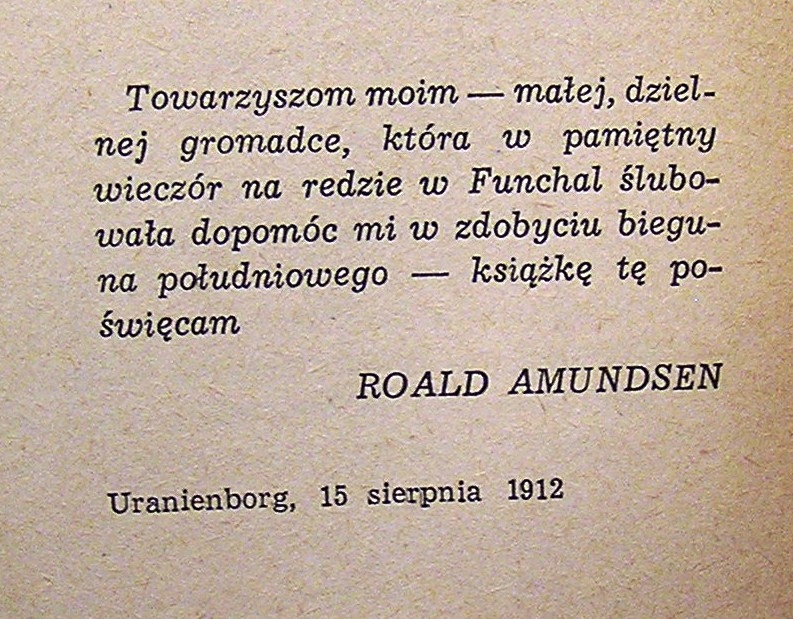 Towarzyszom moim — małej, dziel-
nej gromadce, która w pamiętny
wieczór na redzie w Funchal ślubo-
wała dopomóc mi w zdobyciu biegu-
na południowego — książkę tę po-
święcam
ROALD AMUNDSEN
Uranienborg, 15 sierpnia 1912